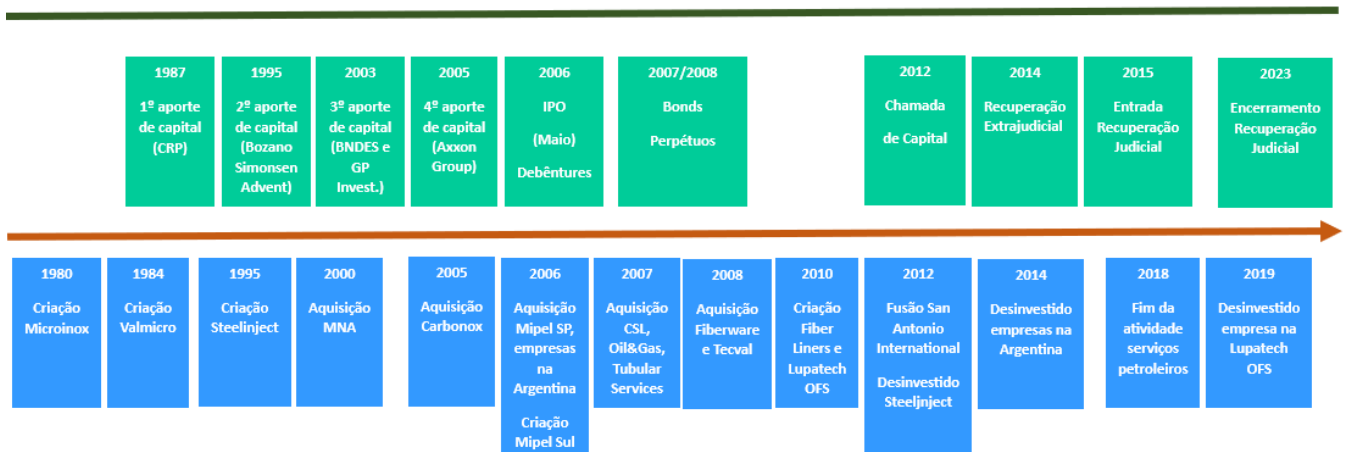 1987
1º aporte
de capital
(CRP)
1995
2º aporte
de capital
(Bozano
Simonsen
Advent)
2003
3º aporte
de capital
(BNDES e
GP
Invest.)
2005
4º aporte
de capital
(Axxon
Group)
2006
IPO
(Maio)
Debêntures
2007/2008
Bonds
Perpétuos
2012
Chamada
de Capital
2014
Recuperação
Extrajudicial
2015
Entrada
Recuperação
Judicial
2023
Encerramento
Recuperação
Judicial
1980
Criação
Microinox
1984
Criação
Valmicro
1995
Criação
Steelinject
2000
Aquisição
MNA
2005
Aquisição
Carbonox
2006
Aquisição
Mipel SP,
empresas
na
Argentina
Criação
Mipel Sul
2007
Aquisição
CSL,
Oil&Gas,
Tubular
Services
2008
Aquisição
Fiberware
e Tecval
2010
Criação
Fiber
Liners e
Lupatech
OFS
2012
Fusão San
Antonio
International
Desinvestido
Steeljnject
2014
Desinvestido
empresas na
Argentina
2018
Fim da
atividade
serviços
petroleiros
2019
Desinvestido
empresa na
Lupatech
OFS